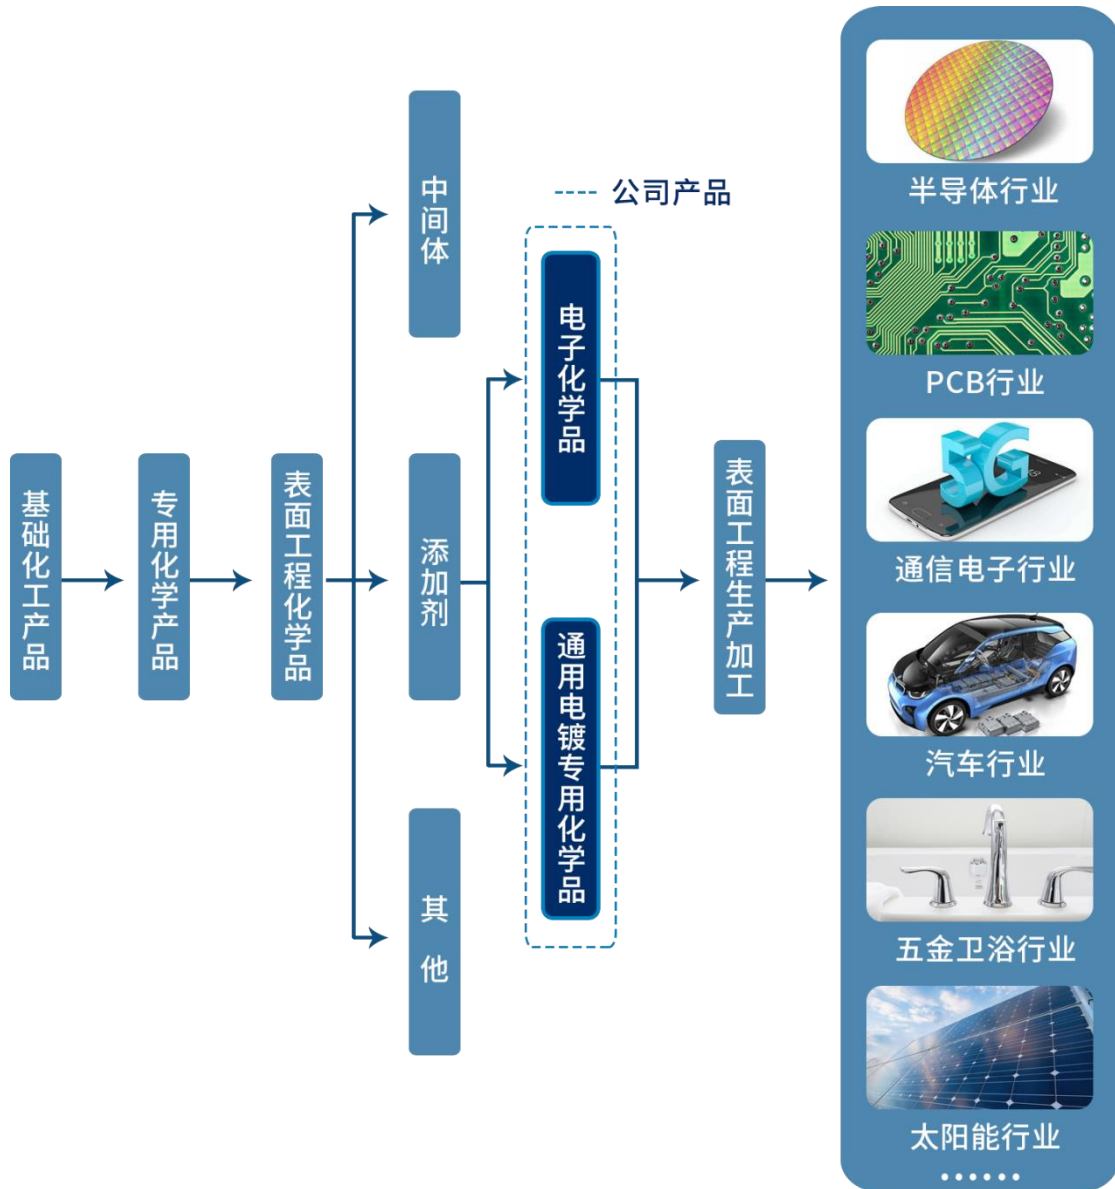 基础化工产品
专用化学产品
表面工程化学品
中间体
添加剂
其他
公司产品
电子化学品
通用电镀专用化学品
表面工程生产加工
半导体行业
PCB行业
5G
通信电子行业
汽车行业
五金卫浴行业
太阳能行业
······